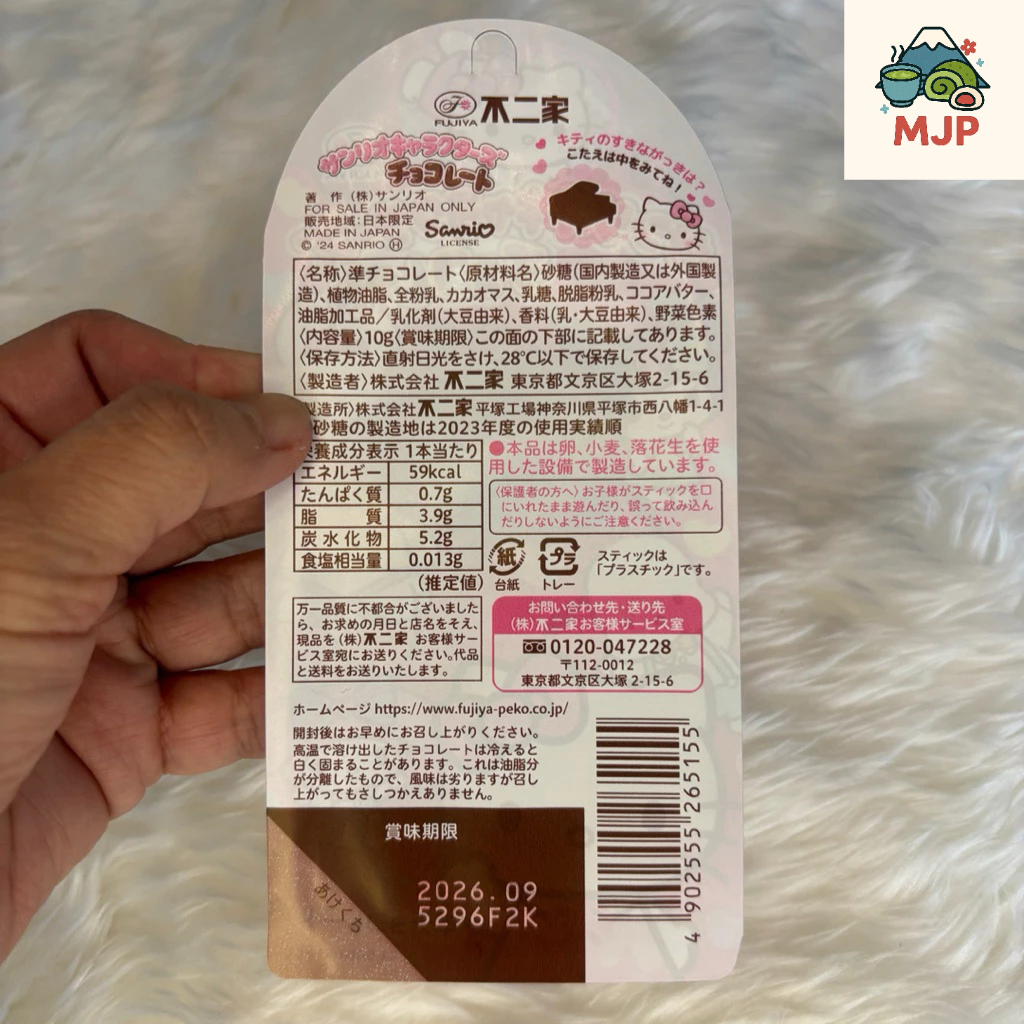 MJP
FUJIYA 不二家
サンリオキャラクターズ
チョコレート
キティのすきながっきは?
こたえは中をみてね!
著 作 (株)サンリオ
FOR SALE IN JAPAN ONLY
販売地域:日本限定
MADE IN JAPAN
© '24 SANRIO Ⓗ
Sanrio
LICENSE
〈名称〉準チョコレート〈原材料名〉砂糖(国内製造又は外国製
造)、植物油脂、全粉乳、カカオマス、乳糖、脱脂粉乳、ココアバター、
油脂加工品/乳化剤(大豆由来)、香料(乳・大豆由来)、野菜色素
〈内容量〉10g〈賞味期限〉この面の下部に記載してあります。
〈保存方法〉直射日光をさけ、28℃以下で保存してください。
〈製造者〉株式会社 不二家 東京都文京区大塚2-15-6
製造所〉株式会社不二家 平塚工場神奈川県平塚市西八幡1-4-1
砂糖の製造地は2023年度の使用実績順
養成分表示 1本当たり
エネルギー 59kcal
たんぱく質 0.7g
脂 質 3.9g
炭水化物 5.2g
食塩相当量 0.013g
(推定値)
●本品は卵、小麦、落花生を使
用した設備で製造しています。
〈保護者の方へ〉お子様がスティックを口
にいれたまま遊んだり、誤って飲み込ん
だりしないようにご注意ください。
紙 プラ
台紙 トレー
スティックは
「プラスチック」です。
万一品質に不都合がございました
ら、お求めの月日と店名をそえ、
現品を(株)不二家 お客様サー
ビス室宛にお送りください。代品
と送料をお送りいたします。
お問い合わせ先・送り先
(株)不二家お客様サービス室
0120-047228
〒112-0012
東京都文京区大塚 2-15-6
ホームページ https://www.fujiya-peko.co.jp/
開封後はお早めにお召し上がりください。
高温で溶け出したチョコレートは冷えると
白く固まることがあります。これは油脂分
が分離したもので、風味は劣りますが召し
上がってもさしつかえありません。
賞味期限
2026.09
5296F2K
あけくち
4 902555 265155